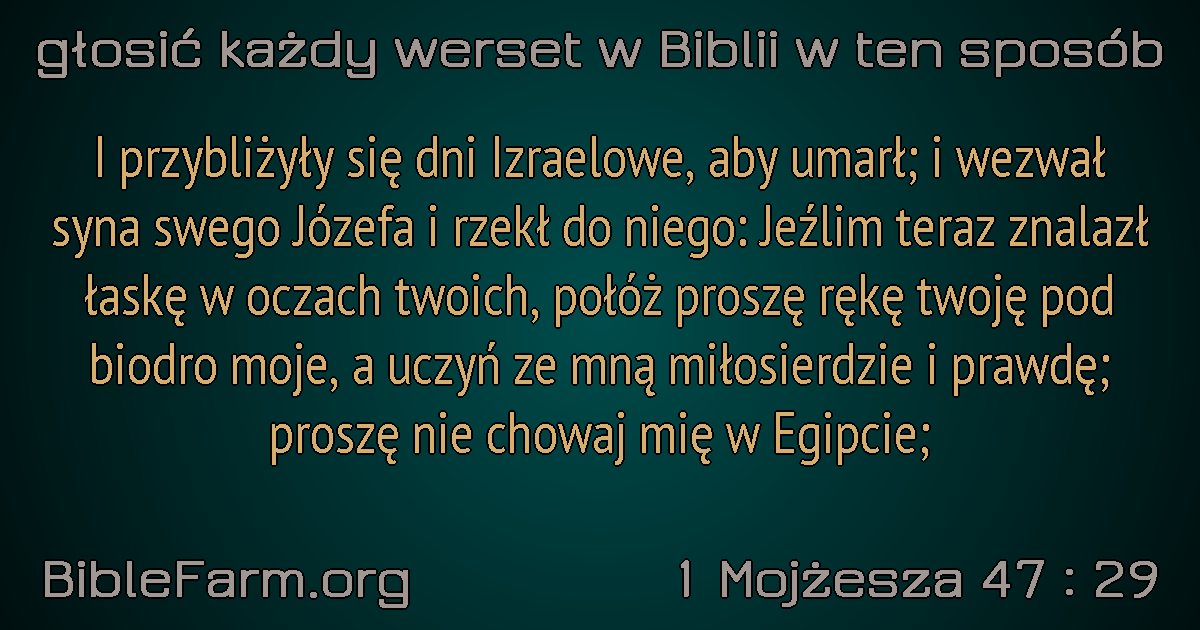 głosić każdy werset w Biblii w ten sposób
I przybliżyły się dni Izraelowe, aby umarł; i wezwał
syna swego Józefa i rzekł do niego: Jeźlim teraz znalazł
łaskę w oczach twoich, połóż proszę rękę twoję pod
biodro moje, a uczyń ze mną miłosierdzie i prawdę;
proszę nie chowaj mię w Egipcie;
BibleFarm.org
1 Mojżesza 47 : 29